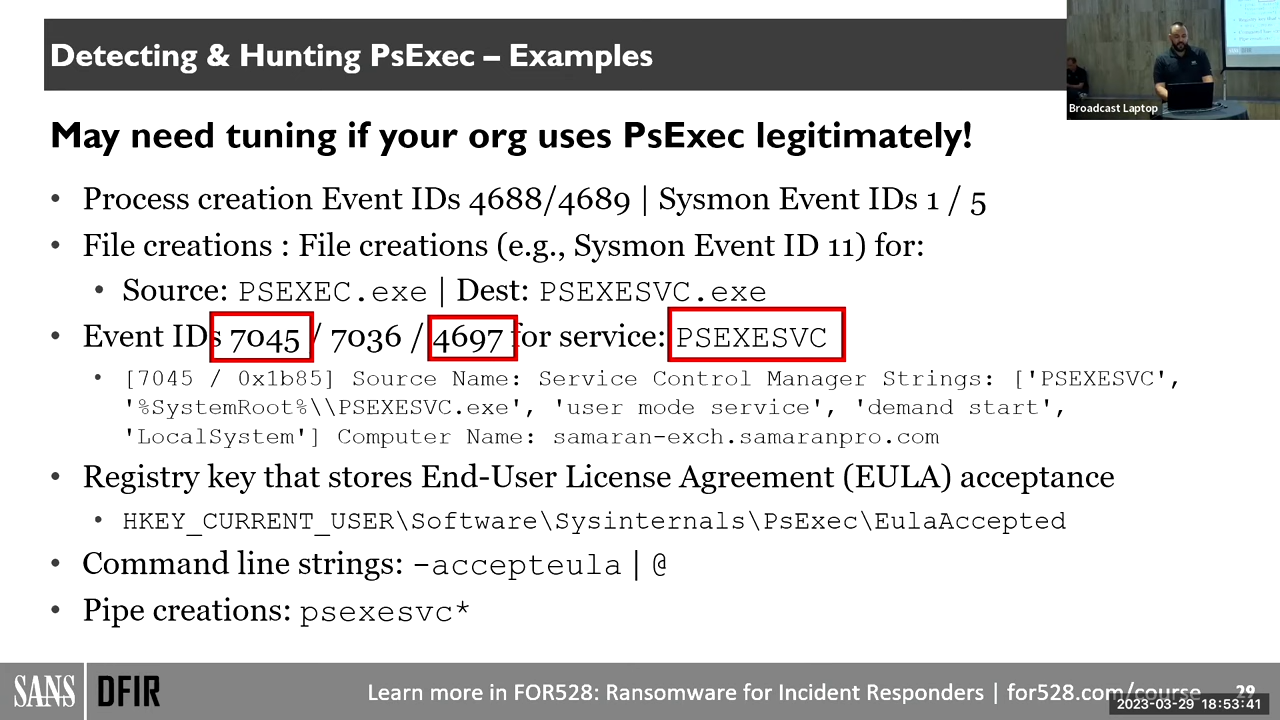 Detecting & Hunting PsExec – Examples
Broadcast Laptop
May need tuning if your org uses PsExec legitimately!
• Process creation Event IDs 4688/4689 | Sysmon Event IDs 1 / 5
• File creations : File creations (e.g., Sysmon Event ID 11) for:
• Source: PSEXEC.exe | Dest: PSEXESVC.exe
• Event IDs 7045 / 7036 / 4697 for service: PSEXESVC
• [7045 / 0x1b85] Source Name: Service Control Manager Strings: ['PSEXESVC',
'%SystemRoot%\\PSEXESVC.exe', 'user mode service', 'demand start',
'LocalSystem'] Computer Name: samaran-exch.samaranpro.com
• Registry key that stores End-User License Agreement (EULA) acceptance
• HKEY_CURRENT_USER\Software\Sysinternals\PsExec\EulaAccepted
• Command line strings: -accepteula | @
• Pipe creations: psexesvc*
SANS DFIR
Learn more in FOR528: Ransomware for Incident Responders | for528.com/course 29
2023-03-29 18:53:41